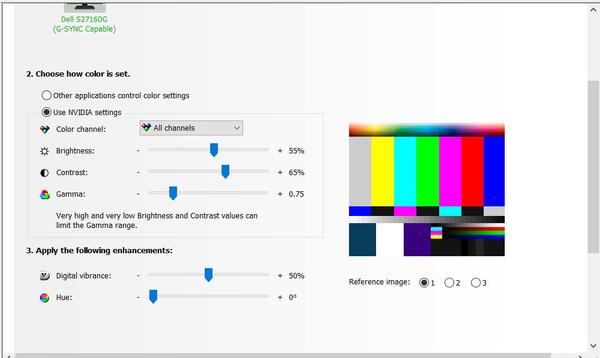 Dell S2716DG
(G-SYNC Capable)
2. Choose how color is set.
Other applications control color settings
Use NVIDIA settings
Color channel: All channels
Brightness: - + 55%
Contrast: - + 65%
Gamma: - + 0.75
Very high and very low Brightness and Contrast values can
limit the Gamma range.
3. Apply the following enhancements:
Digital vibrance: - + 50%
Hue: - + 0°
Reference image: 1 2 3